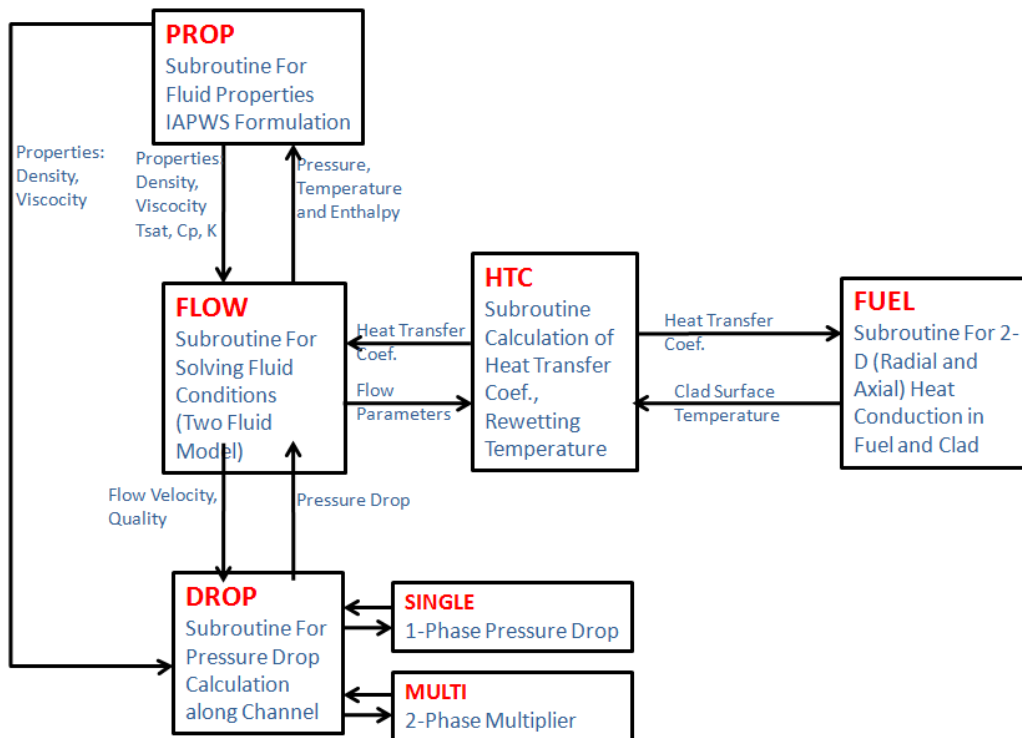 PROP
Subroutine For
Fluid Properties
IAPWS Formulation
Properties:
Density,
Viscocity
Properties:
Density,
Viscocity
Tsat, Cp, K
Pressure,
Temperature
and Enthalpy
FLOW
Subroutine For
Solving Fluid
Conditions
(Two Fluid
Model)
Heat Transfer
Coef.
Flow
Parameters
HTC
Subroutine
Calculation of
Heat Transfer
Coef.,
Rewetting
Temperature
Heat Transfer
Coef.
Clad Surface
Temperature
FUEL
Subroutine For 2-
D (Radial and
Axial) Heat
Conduction in
Fuel and Clad
Flow Velocity,
Quality
Pressure Drop
DROP
Subroutine For
Pressure Drop
Calculation
along Channel
SINGLE
1-Phase Pressure Drop
MULTI
2-Phase Multiplier